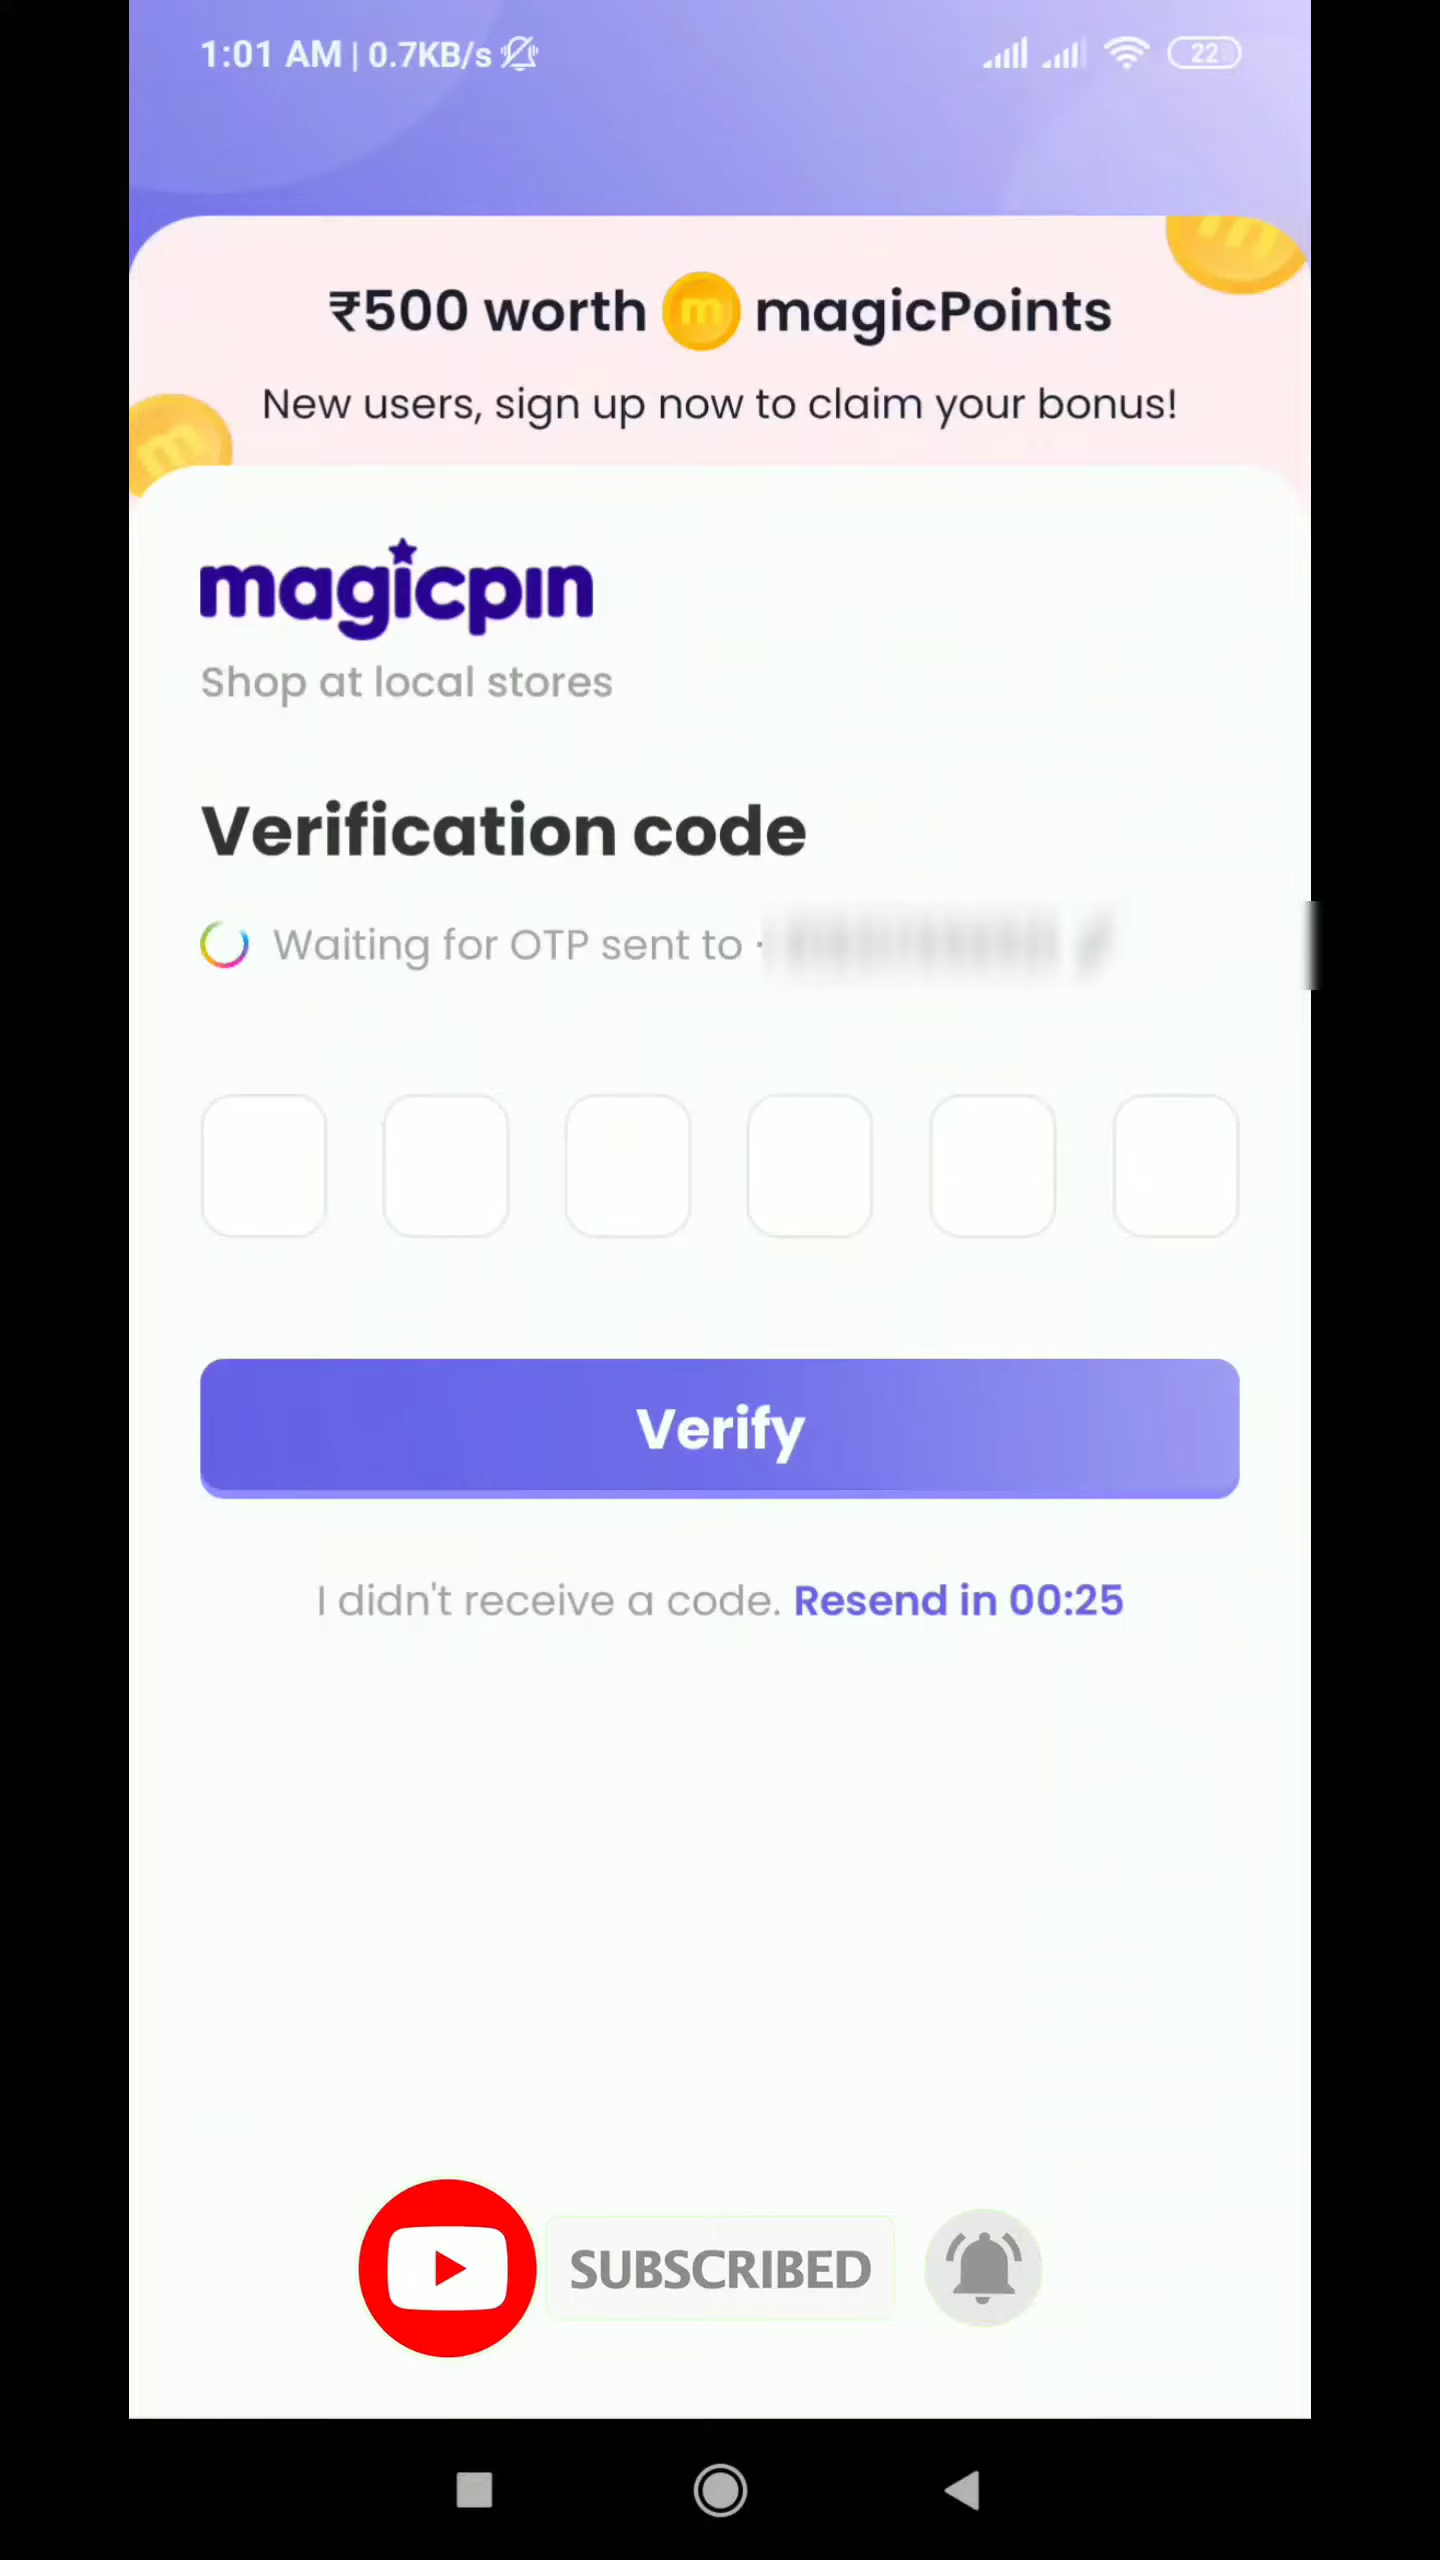 1:01 AM | 0.7KB/s
22
₹500 worth m magicPoints
New users, sign up now to claim your bonus!
magicpin
Shop at local stores
Verification code
Waiting for OTP sent to
Verify
I didn't receive a code. Resend in 00:25
SUBSCRIBED